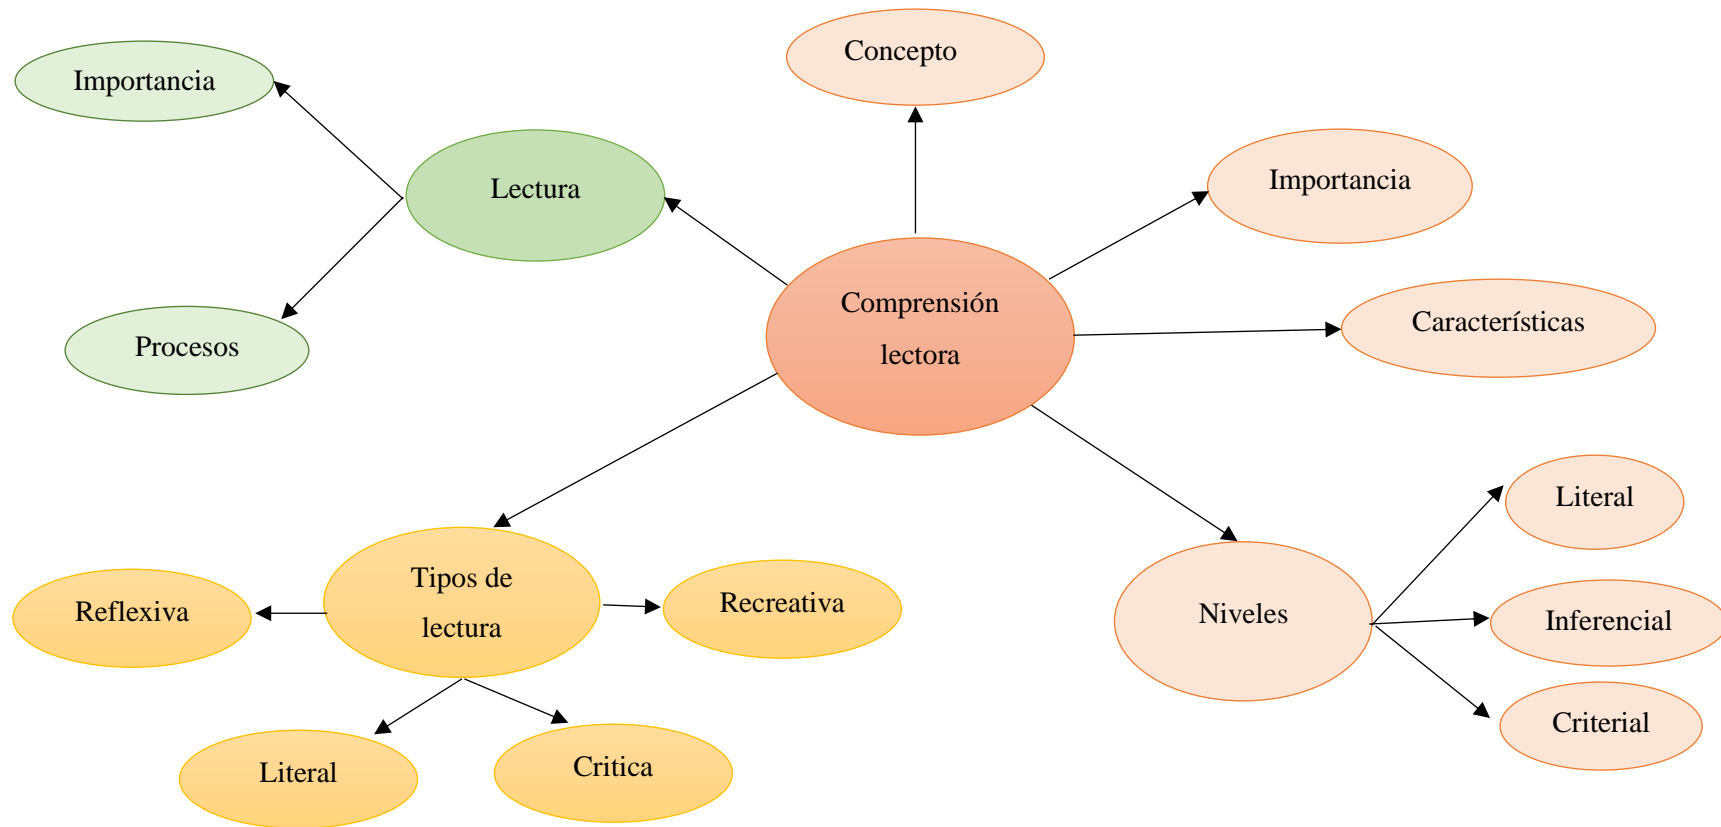 Concepto
Importancia
Importancia
Lectura
Comprensión
lectora
Características
Procesos
Literal
Tipos de
lectura
Reflexiva
Recreativa
Niveles
Inferencial
Literal
Critica
Criterial